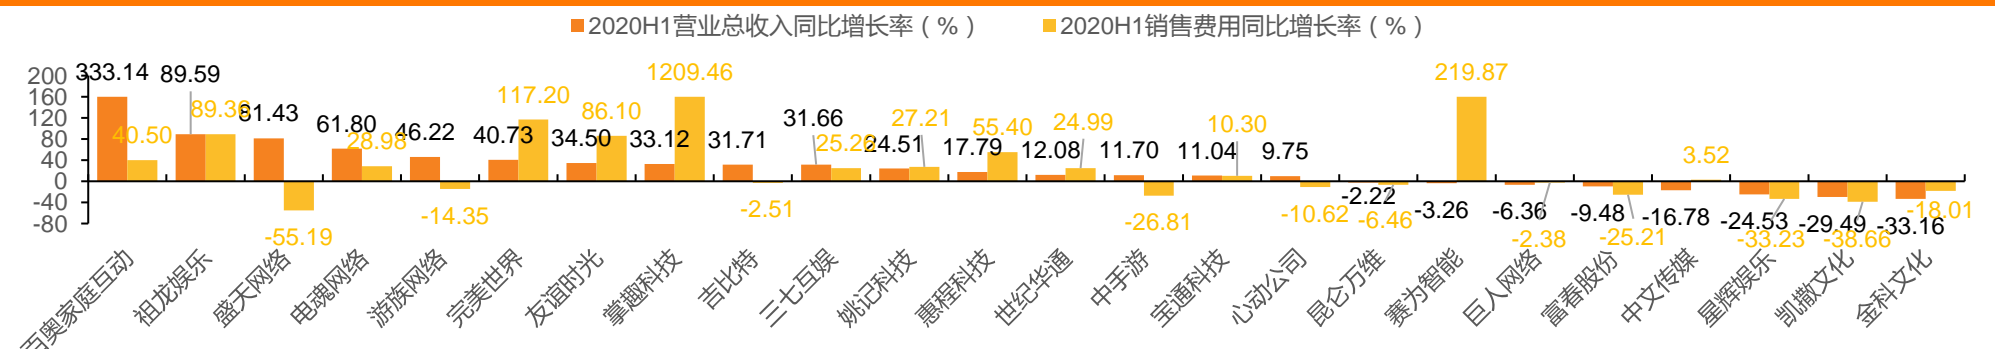 2020H1营业总收入同比增长率（%） 2020H1销售费用同比增长率（%）
200
160
120
80
40
0
-40
-80
333.14 89.59 81.43 61.80 46.22 40.73 34.50 33.12 31.71 31.66 24.51 17.79 12.08 11.70 11.04 9.75 -2.22 -3.26 -6.36 -9.48 -16.78 -24.53 -29.49 -33.16
40.50 89.36 -55.19 28.98 -14.35 117.20 86.10 1209.46 -2.51 25.26 27.21 55.40 24.99 -26.81 10.30 -10.62 -6.46 219.87 -2.38 -25.21 3.52 -33.23 -38.66 -18.01
百奥家庭互动
祖龙娱乐
盛天网络
电魂网络
游族网络
完美世界
友谊时光
掌趣科技
吉比特
三七互娱
姚记科技
惠程科技
世纪华通
中手游
宝通科技
心动公司
昆仑万维
赛为智能
巨人网络
富春股份
中文传媒
星辉娱乐
凯撒文化
金科文化